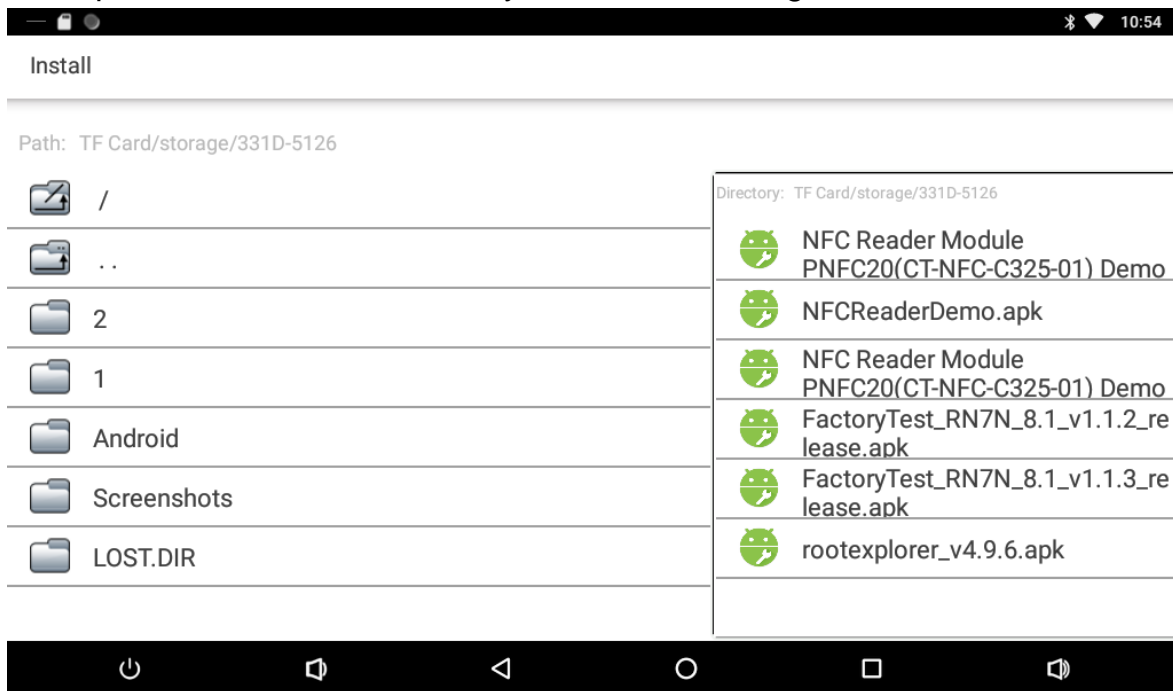 10:54
Install
Path: TF Card/storage/331D-5126
/
..
2
1
Android
Screenshots
LOST.DIR
Directory: TF Card/storage/331D-5126
NFC Reader Module
PNFC20(CT-NFC-C325-01) Demo
NFCReaderDemo.apk
NFC Reader Module
PNFC20(CT-NFC-C325-01) Demo
FactoryTest_RN7N_8.1_v1.1.2_re
lease.apk
FactoryTest_RN7N_8.1_v1.1.3_re
lease.apk
rootexplorer_v4.9.6.apk